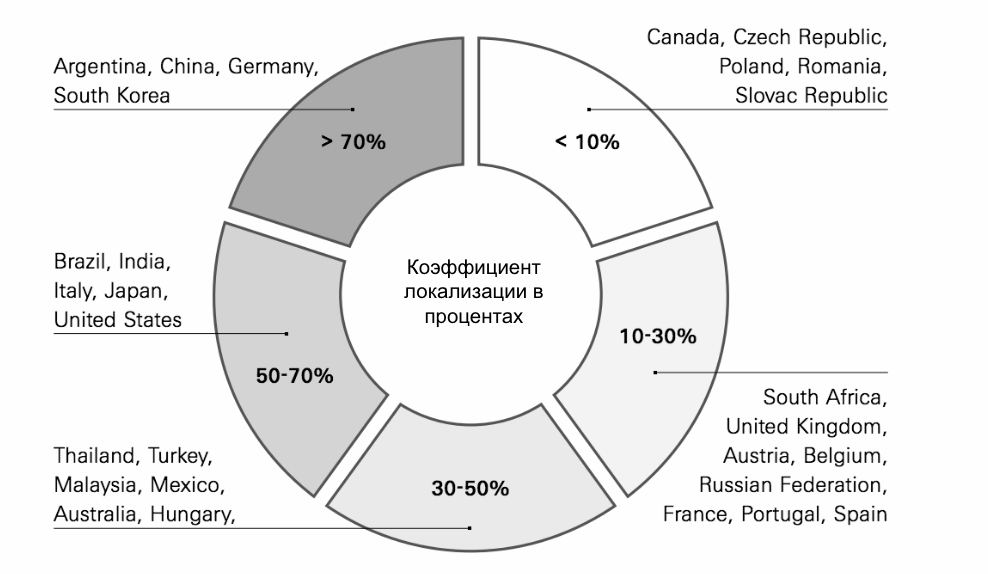 Argentina, China, Germany,
South Korea
> 70%
Canada, Czech Republic,
Poland, Romania,
Slovac Republic
< 10%
Коэффициент
локализации в
процентах
Brazil, India,
Italy, Japan,
United States
50-70%
10-30%
South Africa,
United Kingdom,
Austria, Belgium,
Russian Federation,
France, Portugal, Spain
Thailand, Turkey,
Malaysia, Mexico,
Australia, Hungary,
30-50%